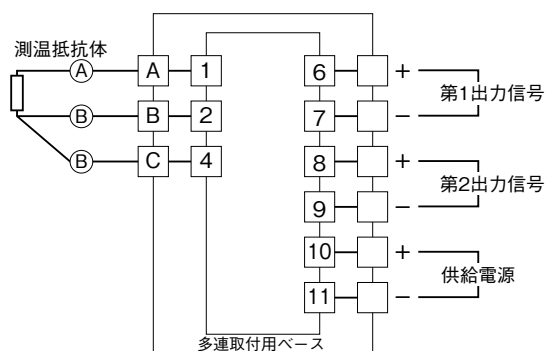 測温抵抗体
A A 1
B B 2
B C 4
6 +
7 −
第1出力信号
8 +
9 −
第2出力信号
10 +
11 −
供給電源
多連取付用ベース